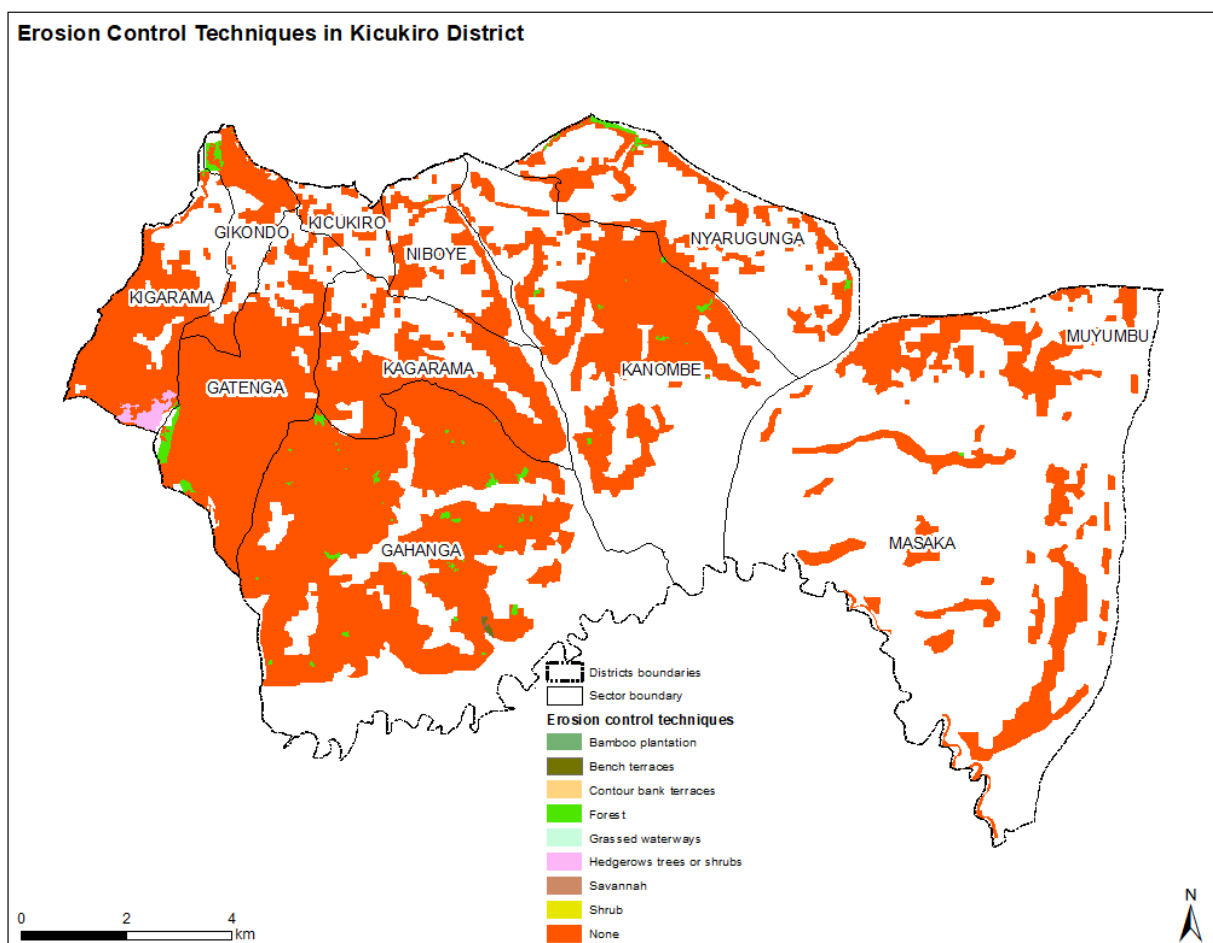 Erosion Control Techniques in Kicukiro District
KICUKIRO
GIKONDO
NYARUGUNGA
NIBOYE
KIGARAMA
MUYUMBU
KAGARAMA
KANOMBE
GATENGA
MASAKA
GAHANGA
Districts boundaries
Sector boundary
Erosion control techniques
Bamboo plantation
Bench terraces
Contour bank terraces
Forest
Grassed waterways
Hedgerows trees or shrubs
Savannah
Shrub
None
0 2 4
km
N